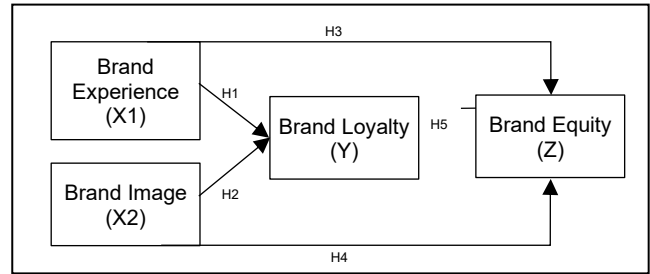 H3
Brand
Experience
(X1)
H1
Brand Loyalty
(Y)
H5
Brand Equity
(Z)
Brand Image
(X2)
H2
H4